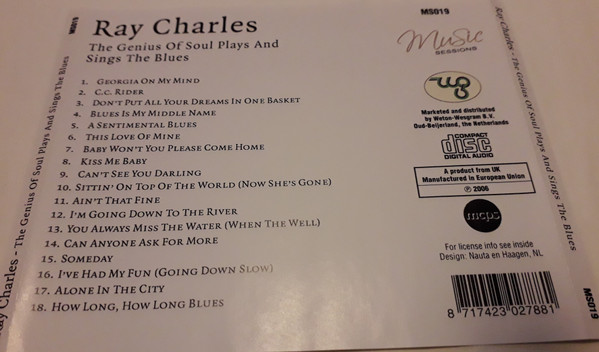 MS019
Ray Charles
The Genius Of Soul Plays And
Sings The Blues
1. Georgia On My Mind
2. C.c. Rider
3. Don't Put All Your Dreams In One Basket
4. Blues Is My Middle Name
5. A Sentimental Blues
6. This Love Of Mine
7. Baby Won't You Please Come Home
8. Kiss Me Baby
9. Can't See You Darling
10. Sittin' On Top Of The World (Now She's Gone)
11. Ain't That Fine
12. I'm Going Down To The River
13. You Always Miss The Water (When The Well)
14. Can Anyone Ask For More
15. Someday
16. I've Had My Fun (Going Down Slow)
17. Alone In The City
18. How Long, How Long Blues
MS019
Music
SESSIONS
Marketed and distributed
by Weton-Wesgram B.V.
Oud-Beijerland, the Netherlands
COMPACT
disc
DIGITAL AUDIO
A product from UK
Manufactured in European Union
℗ 2006
mcps
For license info see inside
Design: Nauta en Haagen, NL
8 717423 027881
Ray Charles - The Genius Of Soul Plays And Sings The Blues
MS019
Ray Charles - The Genius Of Soul Plays And Sings The Blues
MS019